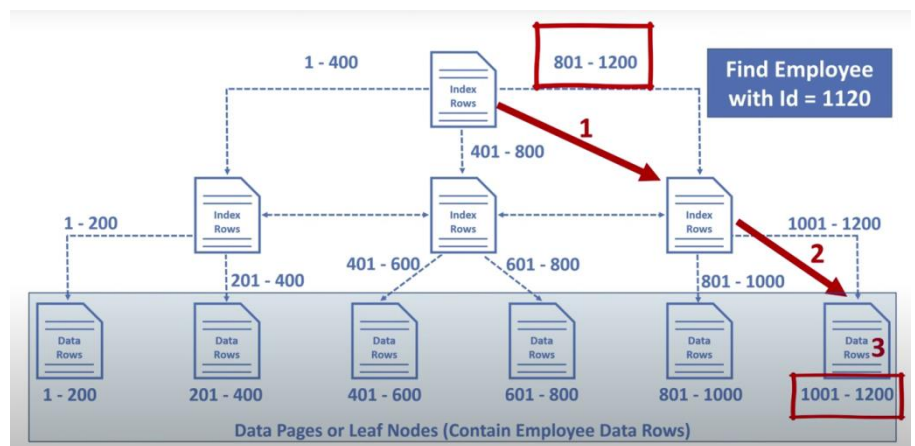 1 - 400
801 - 1200
Find Employee
with Id = 1120
Index
Rows
1
401 - 800
Index
Rows
Index
Rows
Index
Rows
1 - 200
1001 - 1200
2
201 - 400
401 - 600
601 - 800
801 - 1000
Data
Rows
Data
Rows
Data
Rows
Data
Rows
Data
Rows
Data
Rows
3
1 - 200
201 - 400
401 - 600
601 - 800
801 - 1000
1001 - 1200
Data Pages or Leaf Nodes (Contain Employee Data Rows)